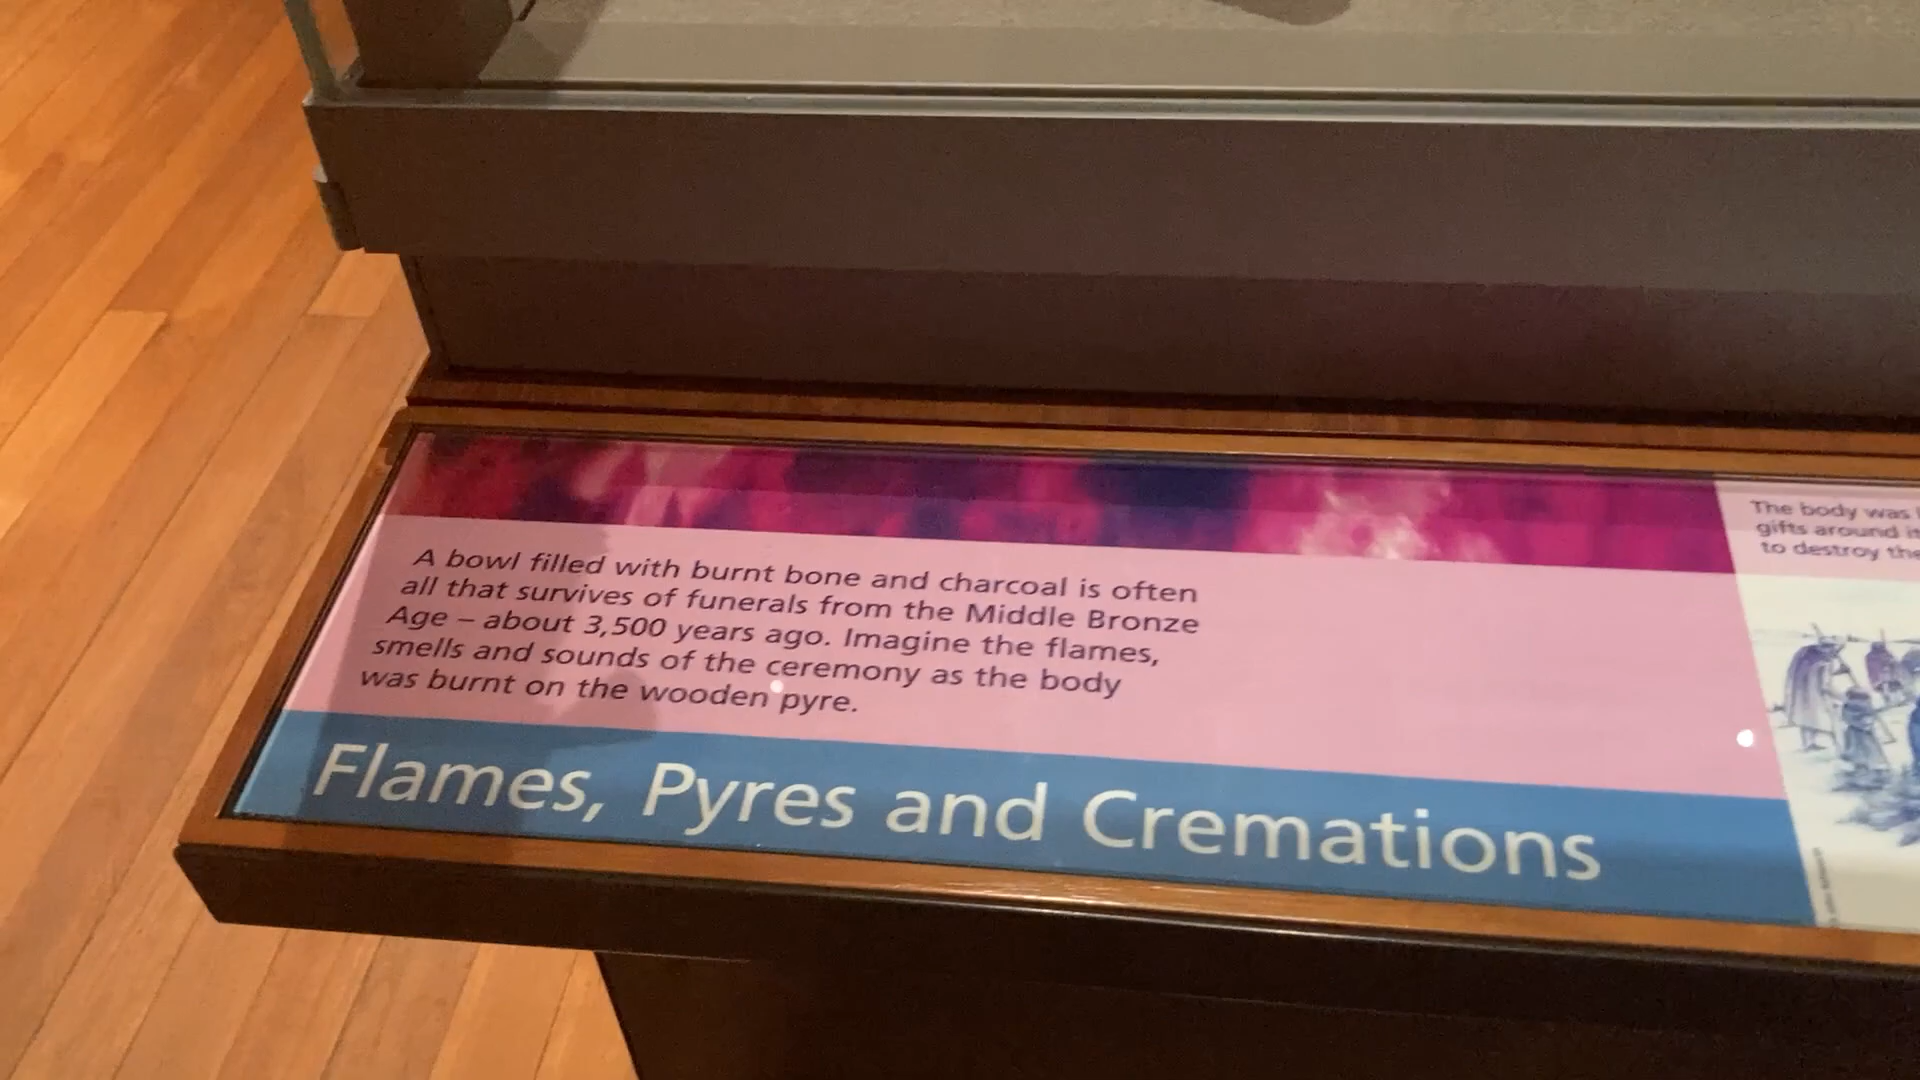 A bowl filled with burnt bone and charcoal is often
all that survives of funerals from the Middle Bronze
Age – about 3,500 years ago. Imagine the flames,
smells and sounds of the ceremony as the body
was burnt on the wooden pyre.
Flames, Pyres and Cremations
The body was
gifts around
to destroy the